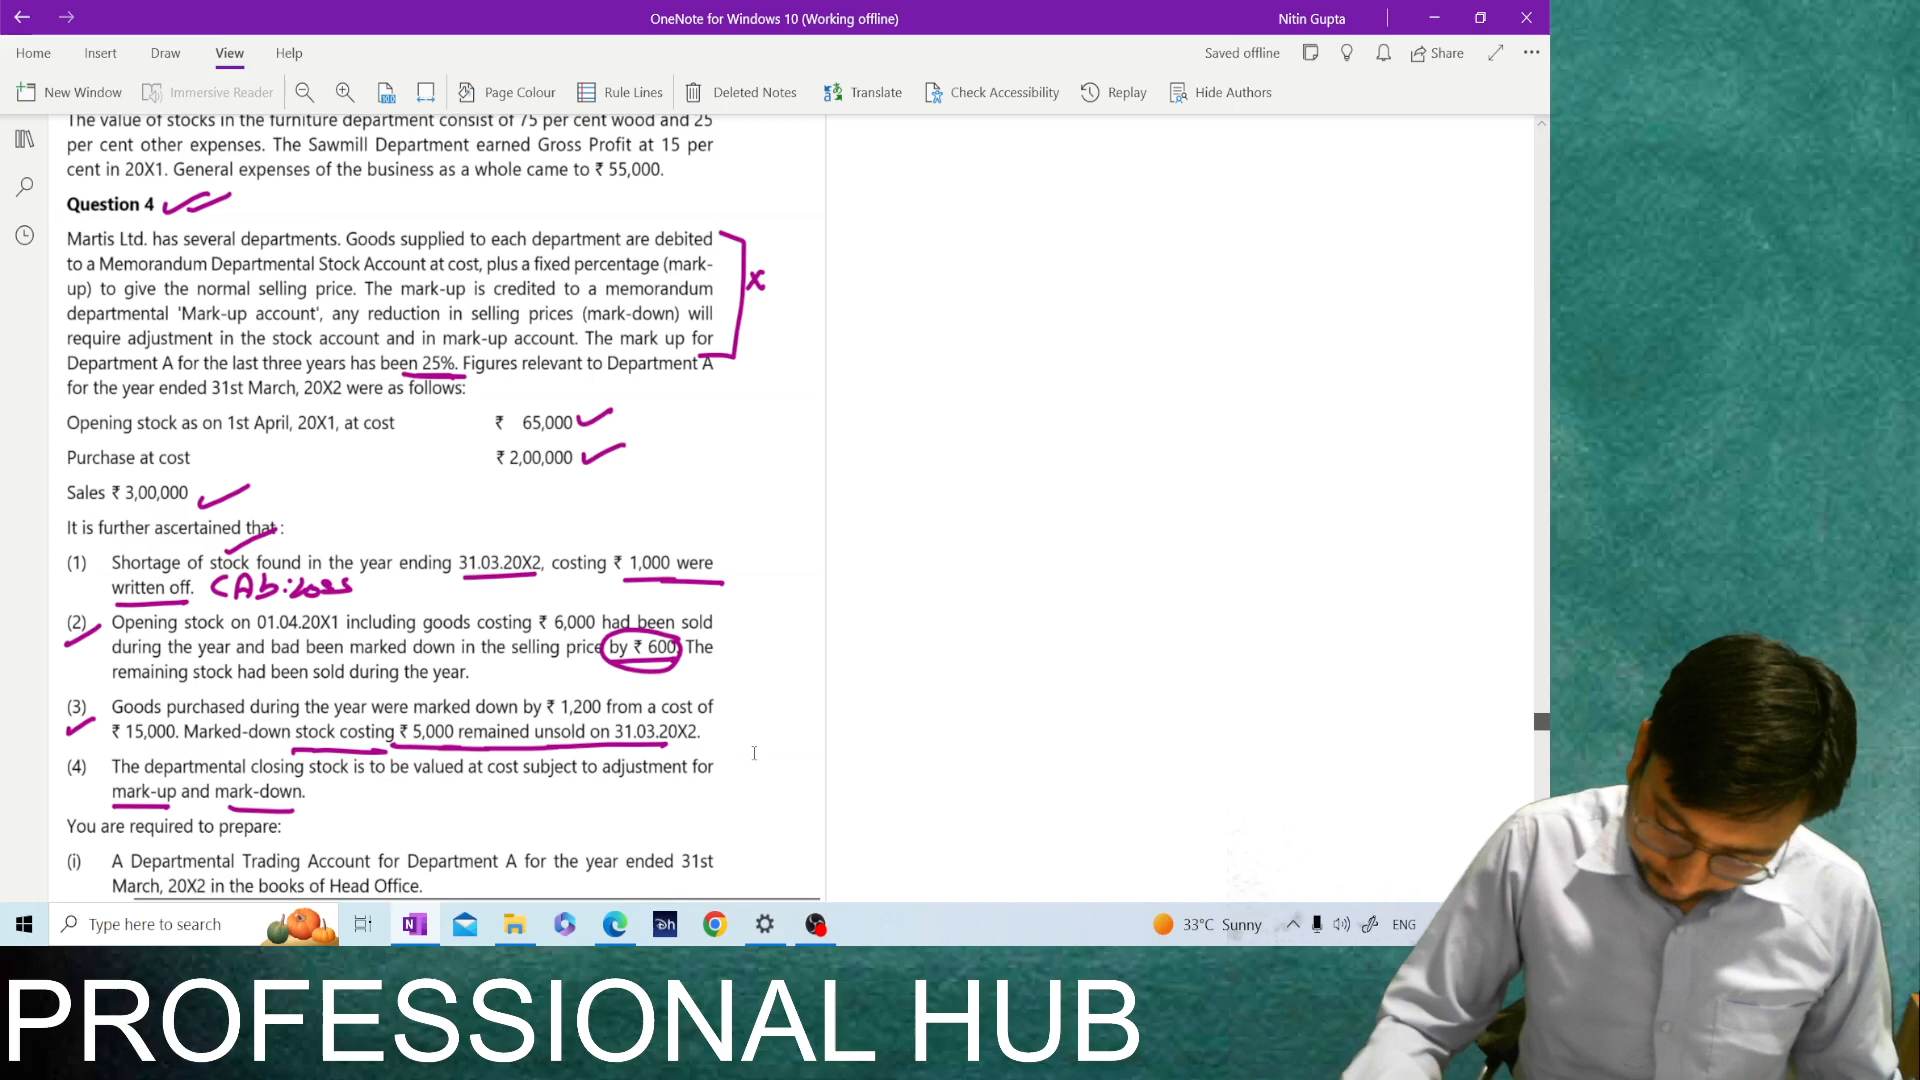 OneNote for Windows 10 (Working offline)
Nitin Gupta
Home Insert Draw View Help
Saved offline Share
New Window Immersive Reader 100 Page Colour Rule Lines Deleted Notes Translate Check Accessibility Replay Hide Authors
The value of stocks in the furniture department consist of 75 per cent wood and 25
per cent other expenses. The Sawmill Department earned Gross Profit at 15 per
cent in 20X1. General expenses of the business as a whole came to ₹ 55,000.
Question 4
Martis Ltd. has several departments. Goods supplied to each department are debited
to a Memorandum Departmental Stock Account at cost, plus a fixed percentage (mark-
up) to give the normal selling price. The mark-up is credited to a memorandum
departmental 'Mark-up account', any reduction in selling prices (mark-down) will
require adjustment in the stock account and in mark-up account. The mark up for
Department A for the last three years has been 25%. Figures relevant to Department A
for the year ended 31st March, 20X2 were as follows:
X
Opening stock as on 1st April, 20X1, at cost ₹ 65,000
Purchase at cost ₹ 2,00,000
Sales ₹ 3,00,000
It is further ascertained that :
(1) Shortage of stock found in the year ending 31.03.20X2, costing ₹ 1,000 were
written off. (Ab: Loss
(2) Opening stock on 01.04.20X1 including goods costing ₹ 6,000 had been sold
during the year and bad been marked down in the selling price by ₹ 600. The
remaining stock had been sold during the year.
(3) Goods purchased during the year were marked down by ₹ 1,200 from a cost of
₹ 15,000. Marked-down stock costing ₹ 5,000 remained unsold on 31.03.20X2.
(4) The departmental closing stock is to be valued at cost subject to adjustment for
mark-up and mark-down.
You are required to prepare:
(i) A Departmental Trading Account for Department A for the year ended 31st
March, 20X2 in the books of Head Office.
Type here to search
33°C Sunny ENG
PROFESSIONAL HUB